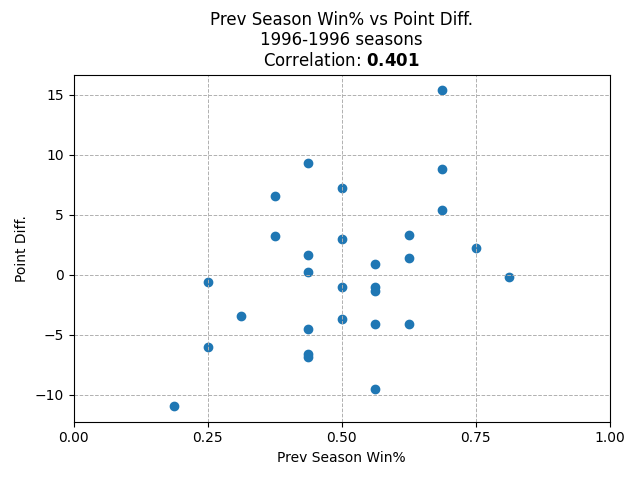 Prev Season Win% vs Point Diff.
1996-1996 seasons
Correlation: 0.401
15
10
5
0
−5
−10
Point Diff.
0.00 0.25 0.50 0.75 1.00
Prev Season Win%